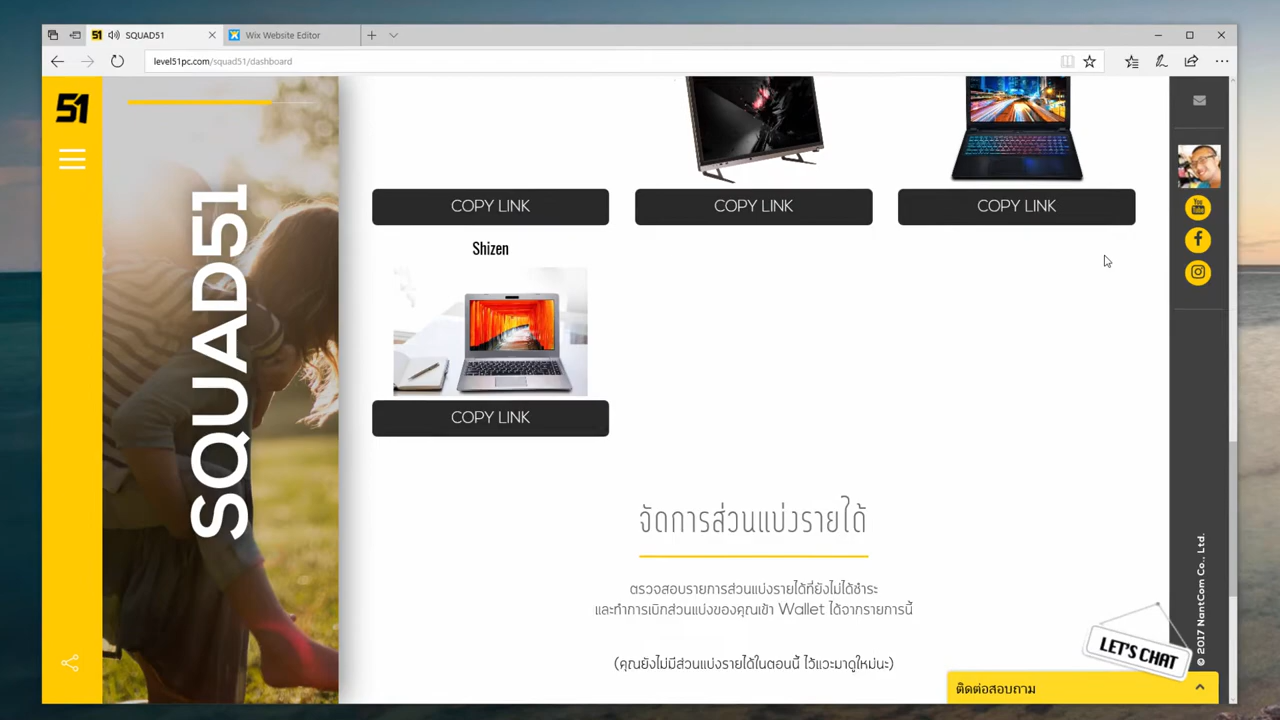 SQUAD51
Wix Website Editor
level51pc.com/squad51/dashboard
51
SQUAD51
COPY LINK
COPY LINK
COPY LINK
Shizen
COPY LINK
จัดการส่วนแบ่งรายได้
ตรวจสอบรายการส่วนแบ่งรายได้ที่ยังไม่ได้ชำระ
และทำการเบิกส่วนแบ่งของคุณเข้า Wallet ได้จากรายการนี้
(คุณยังไม่มีส่วนแบ่งรายได้ในตอนนี้ ไว้แวะมาดูใหม่นะ)
You Tube
© 2017 NantCom Co., Ltd.
LET'S CHAT
ติดต่อสอบถาม